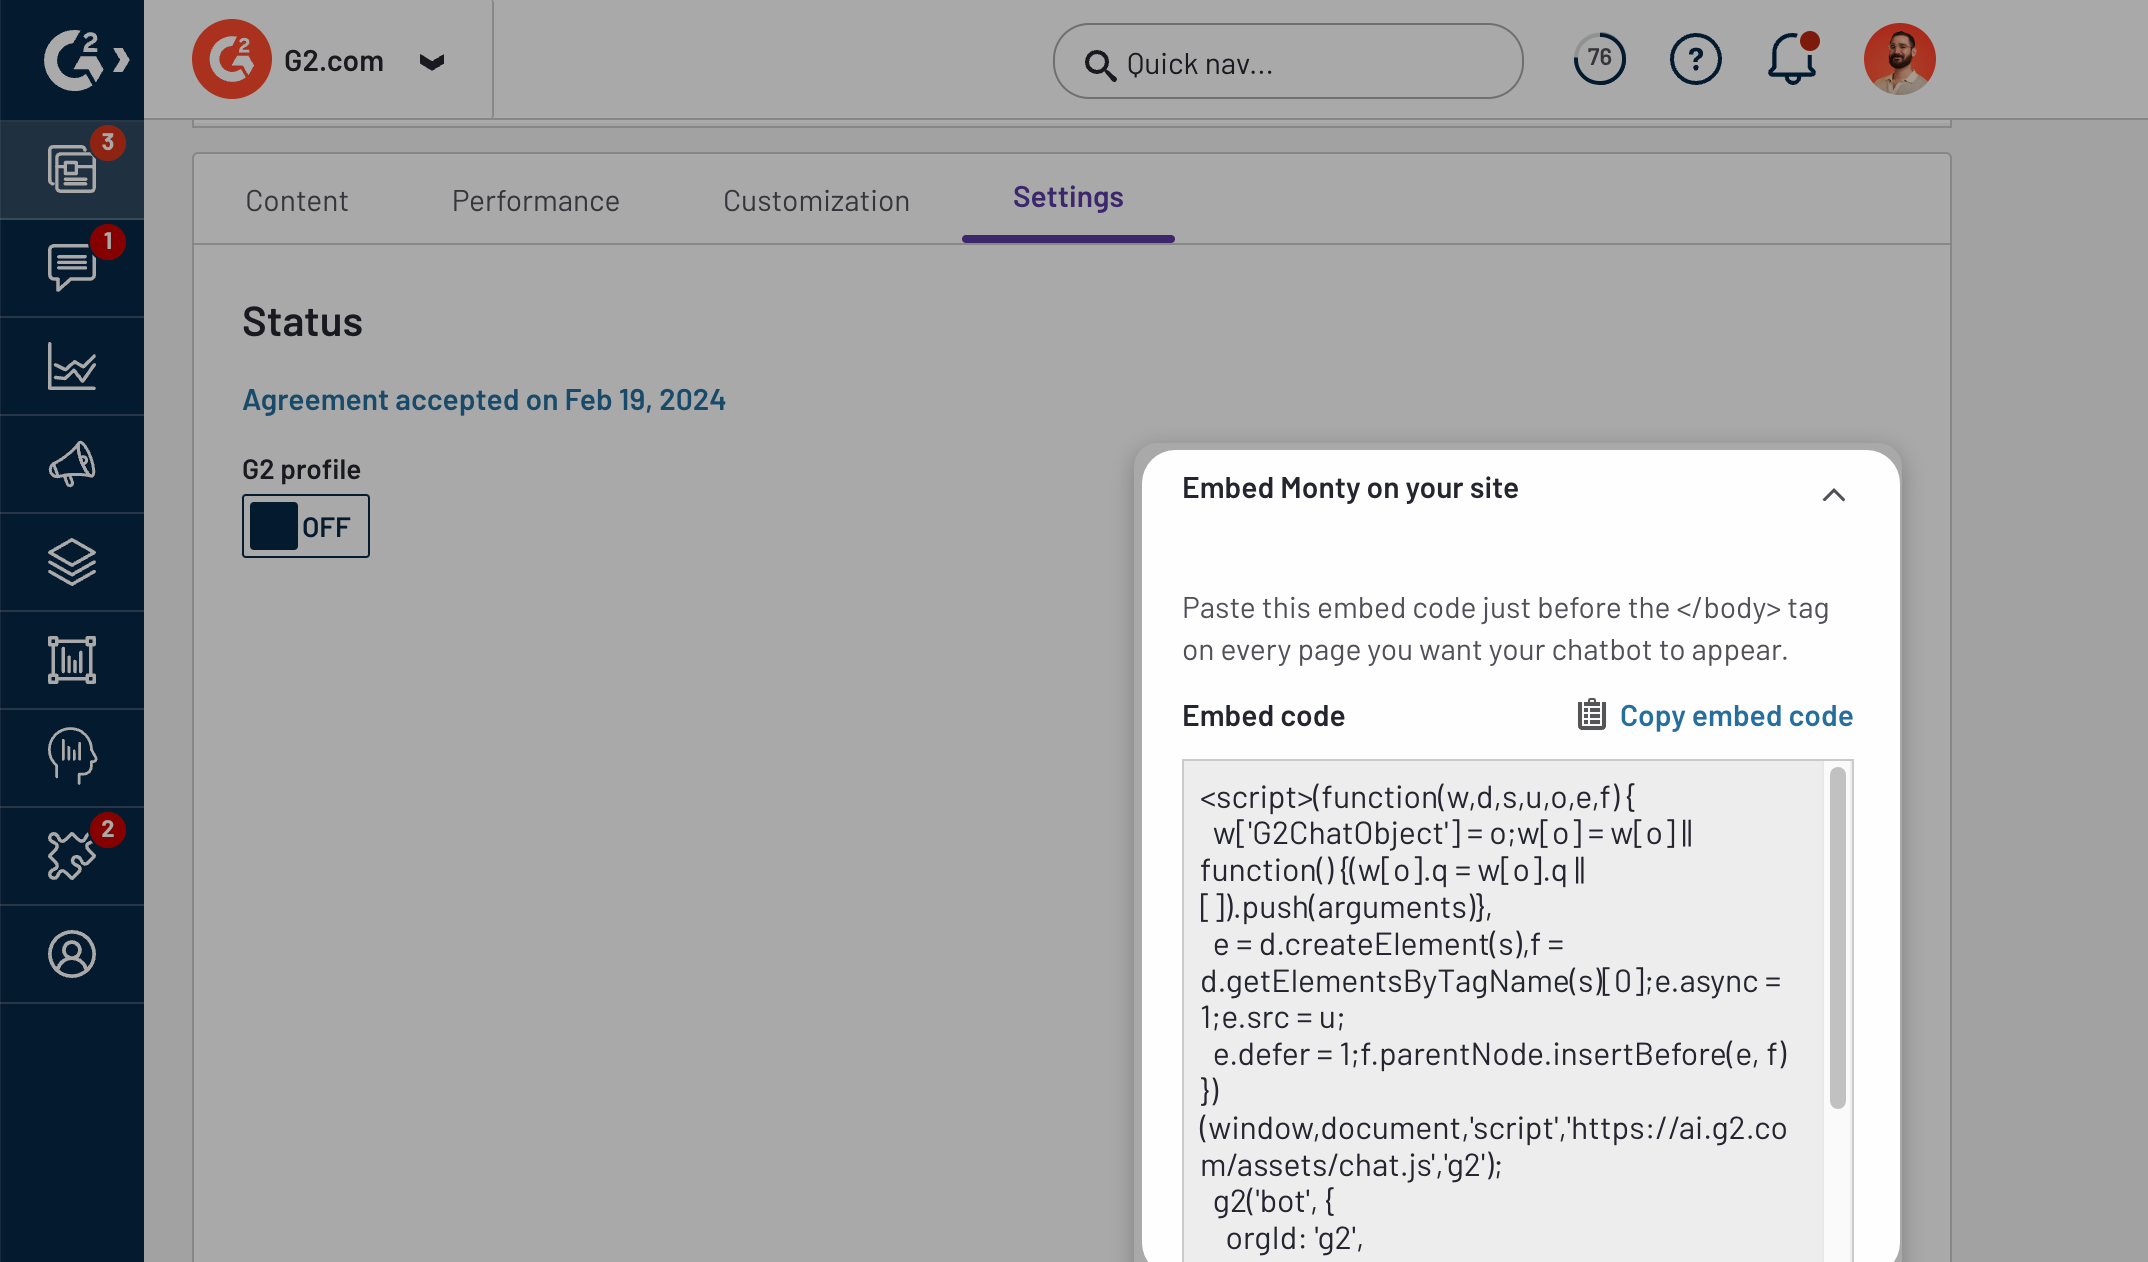 G2
G2
G2.com
Quick nav...
76
?
3
1
2
Content
Performance
Customization
Settings
Status
Agreement accepted on Feb 19, 2024
G2 profile
OFF
Embed Monty on your site
Paste this embed code just before the </body> tag
on every page you want your chatbot to appear.
Embed code
Copy embed code
<script>(function(w,d,s,u,o,e,f) {
w['G2ChatObject'] = o;w[o] = w[o] ||
function() {(w[o].q = w[o].q ||
[ ]).push(arguments)},
e = d.createElement(s),f =
d.getElementsByTagName(s)[0];e.async =
1;e.src = u;
e.defer = 1;f.parentNode.insertBefore(e, f)
})
(window,document,'script','https://ai.g2.co
m/assets/chat.js','g2');
g2('bot', {
orgId: 'g2',